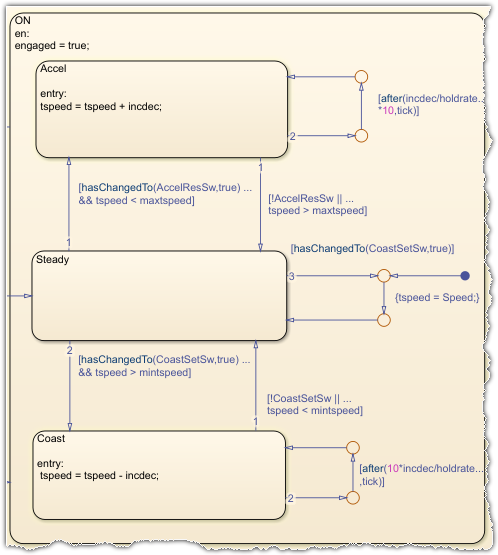 ON
en:
engaged = true;
Accel
entry:
tspeed = tspeed + incdec;
2
[after(incdec/holdrate...
*10,tick)]
[hasChangedTo(AccelResSw,true) ...
&& tspeed < maxtspeed]
1
1
[!AccelResSw || ...
tspeed > maxtspeed]
Steady
[hasChangedTo(CoastSetSw,true)]
3
{tspeed = Speed;}
2
[hasChangedTo(CoastSetSw,true) ...
&& tspeed > mintspeed]
[!CoastSetSw || ...
tspeed < mintspeed]
1
Coast
entry:
tspeed = tspeed - incdec;
2
[after(10*incdec/holdrate...
,tick)]